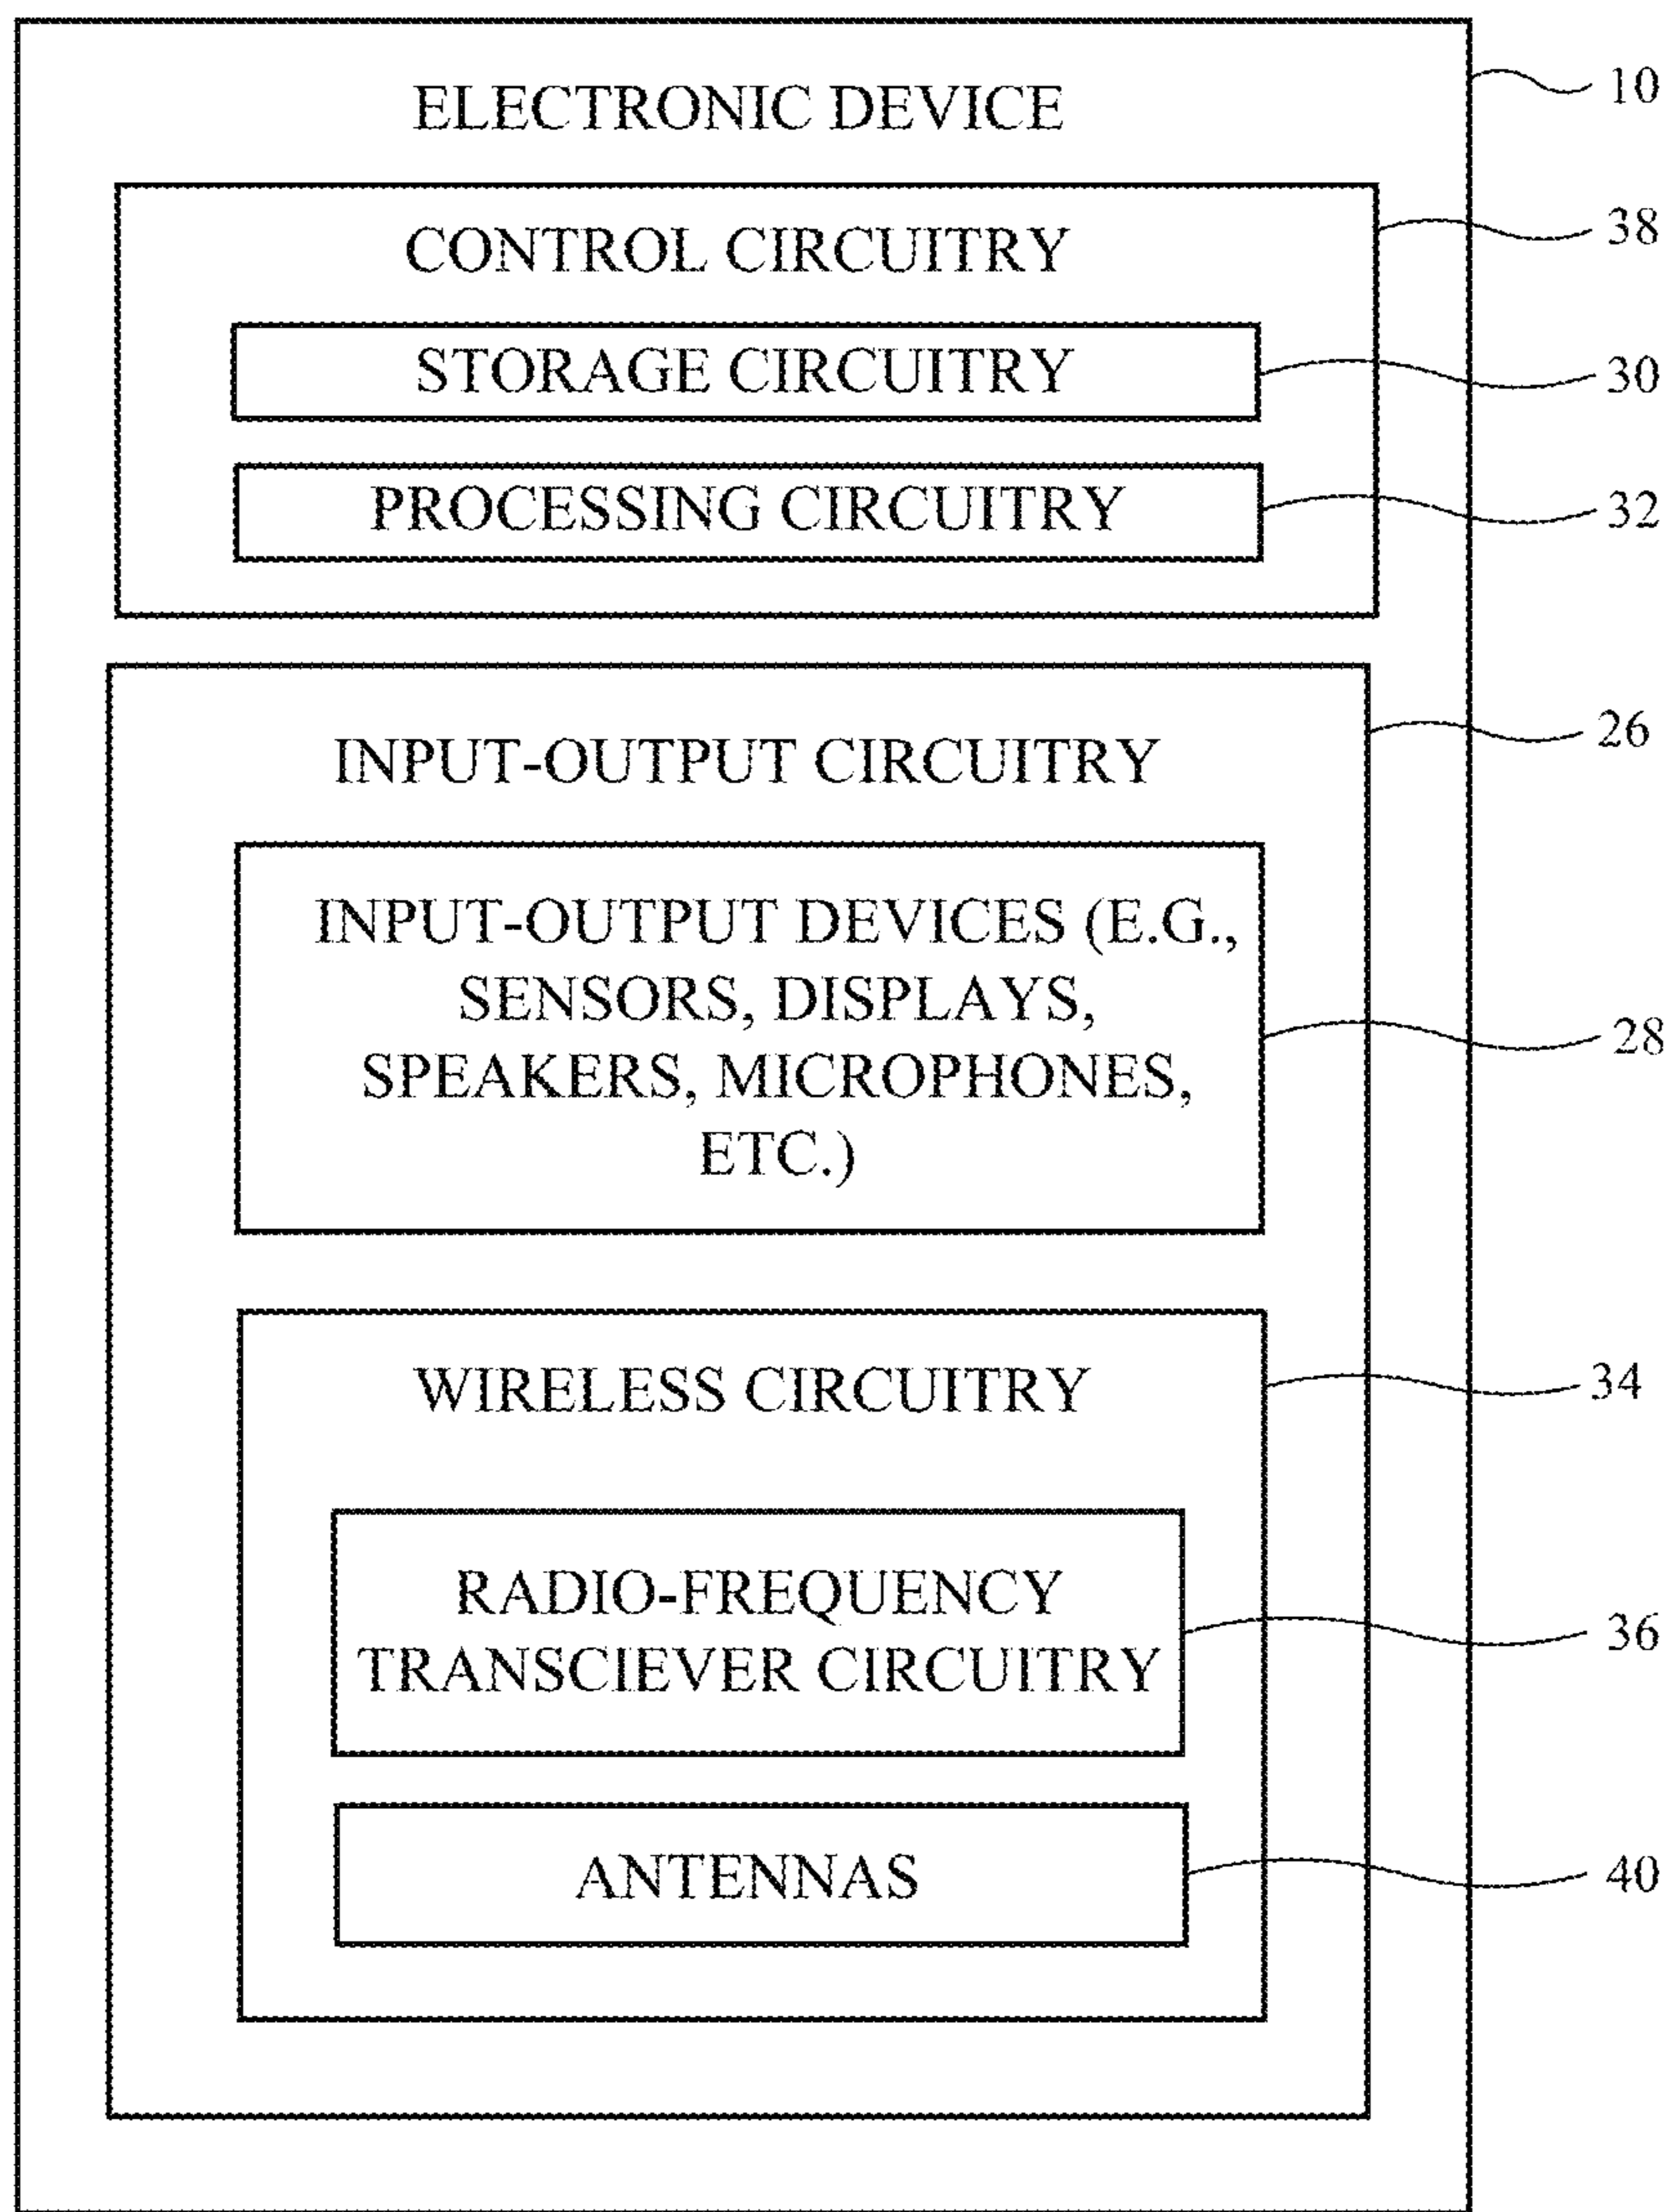 ELECTRONIC DEVICE
10
CONTROL CIRCUITRY
38
STORAGE CIRCUITRY
30
PROCESSING CIRCUITRY
32
INPUT-OUTPUT CIRCUITRY
26
INPUT-OUTPUT DEVICES (E.G.,
SENSORS, DISPLAYS,
SPEAKERS, MICROPHONES,
ETC.)
28
WIRELESS CIRCUITRY
34
RADIO-FREQUENCY
TRANSCIEVER CIRCUITRY
36
ANTENNAS
40